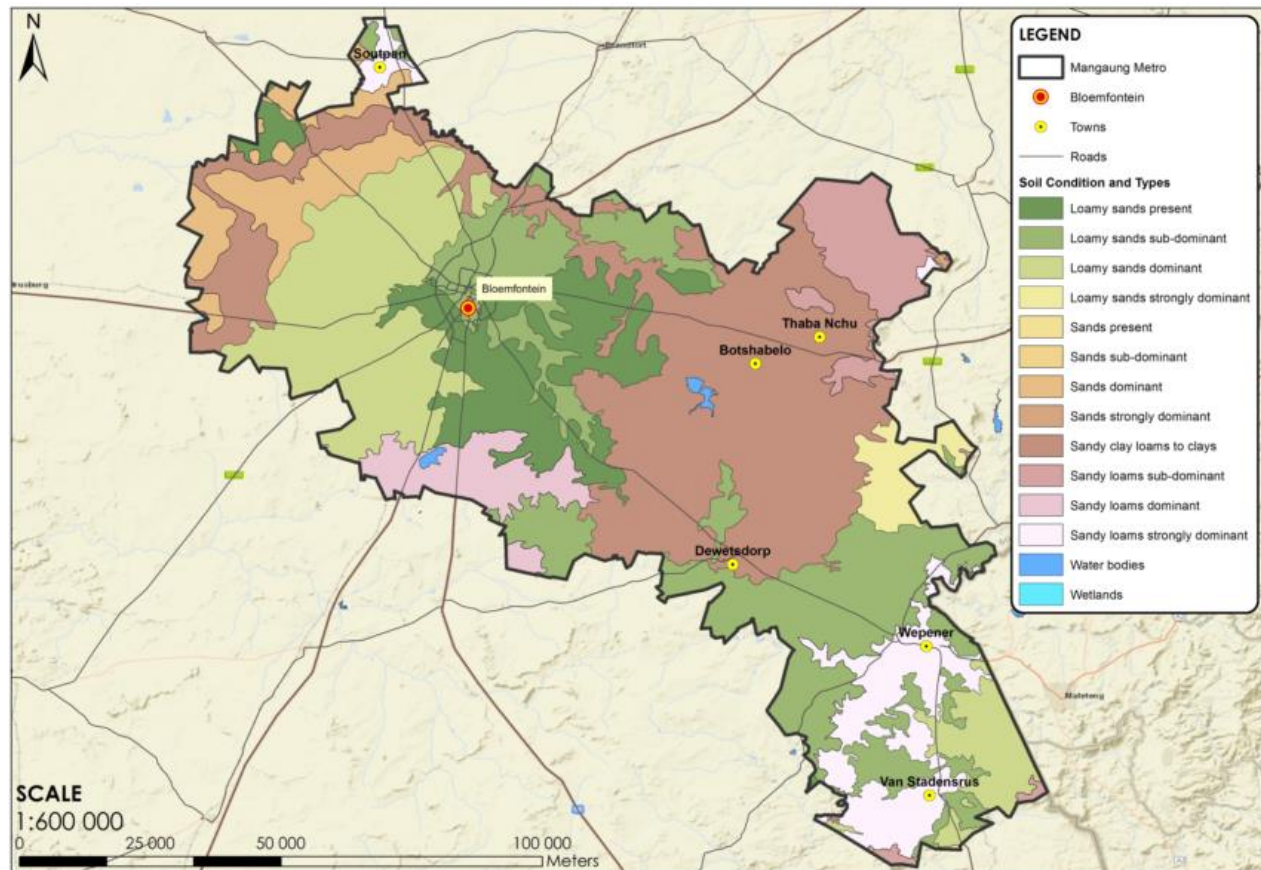 N
Soutpan
Brandfort
Bloemfontein
Thaba Nchu
Botshabelo
Dewetsdorp
Wepener
Mafeteng
Van Stadensrus
SCALE
1:600 000
0 25 000 50 000 100 000
Meters
LEGEND
Mangaung Metro
Bloemfontein
Towns
Roads
Soil Condition and Types
Loamy sands present
Loamy sands sub-dominant
Loamy sands dominant
Loamy sands strongly dominant
Sands present
Sands sub-dominant
Sands dominant
Sands strongly dominant
Sandy clay loams to clays
Sandy loams sub-dominant
Sandy loams dominant
Sandy loams strongly dominant
Water bodies
Wetlands